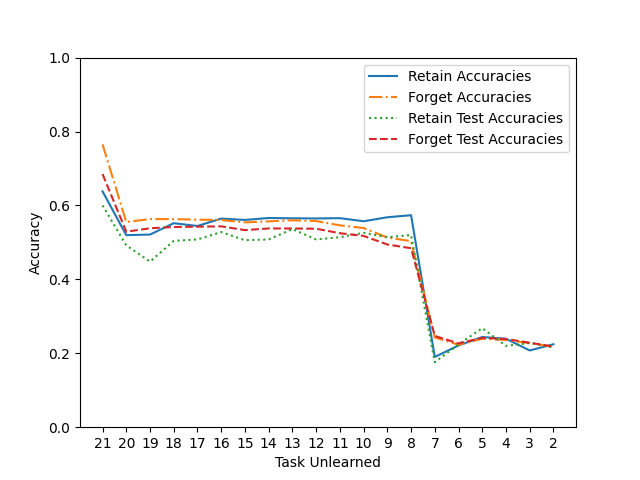 1.0
0.8
0.6
0.4
0.2
0.0
Accuracy
Retain Accuracies
Forget Accuracies
Retain Test Accuracies
Forget Test Accuracies
21 20 19 18 17 16 15 14 13 12 11 10 9 8 7 6 5 4 3 2
Task Unlearned